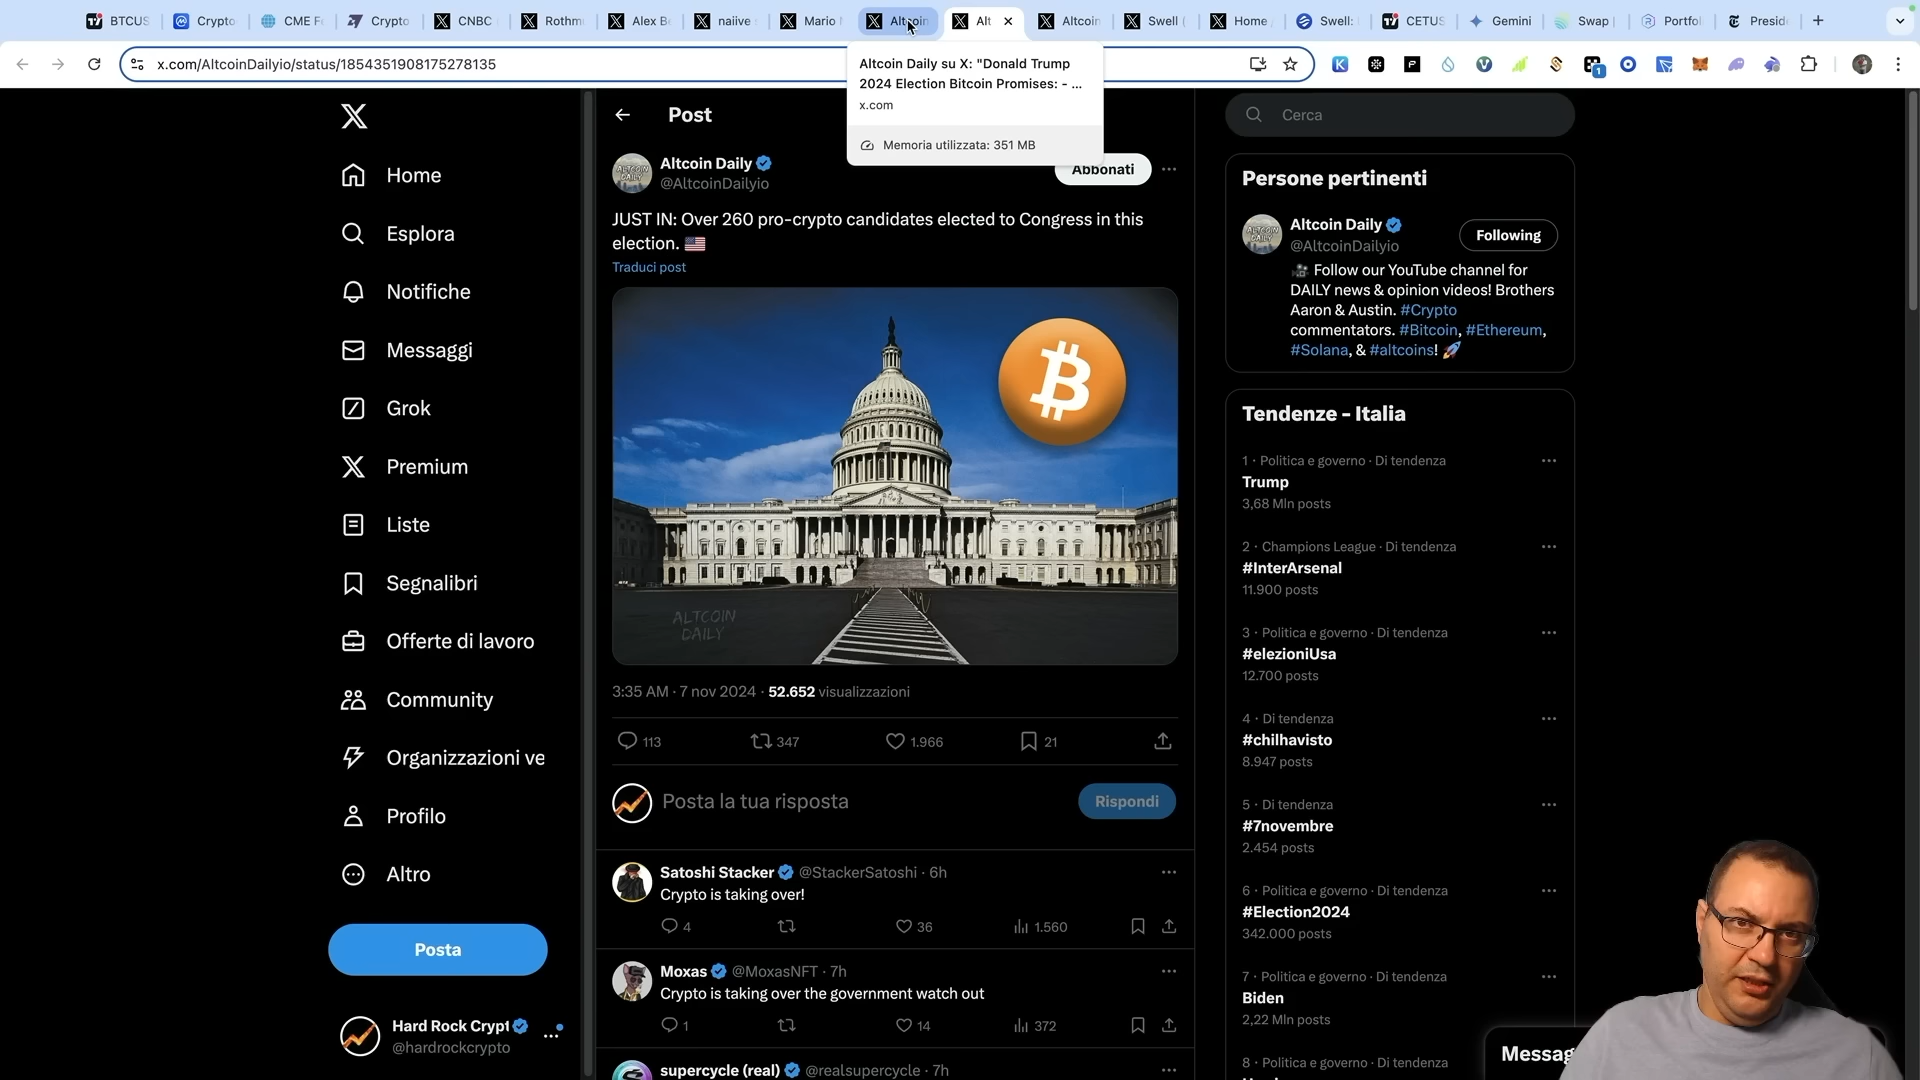 BTCUS
Crypto
CME Fe
Crypto
CNBC
Rothmu
Alex Be
naiive
Mario N
Altcoin
Alt
Altcoin
Swell (
Home
Swell:
CETUS
Gemini
Swap
Portfol
Presid
x.com/AltcoinDailyio/status/1854351908175278135
Altcoin Daily su X: "Donald Trump
2024 Election Bitcoin Promises: - ...
x.com
Memoria utilizzata: 351 MB
Home
Esplora
Notifiche
Messaggi
Grok
Premium
Liste
Segnalibri
Offerte di lavoro
Community
Organizzazioni ve
Profilo
Altro
Posta
Hard Rock Crypt
@hardrockcrypto
Post
Altcoin Daily
@AltcoinDailyio
Abbonati
JUST IN: Over 260 pro-crypto candidates elected to Congress in this
election. 🇺🇸
Traduci post
ALTCOIN
DAILY
3:35 AM · 7 nov 2024 · 52.652 visualizzazioni
113 347 1.966 21
Posta la tua risposta
Rispondi
Satoshi Stacker @StackerSatoshi · 6h
Crypto is taking over!
4 36 1.560
Moxas @MoxasNFT · 7h
Crypto is taking over the government watch out
1 14 372
supercycle (real) @realsupercycle · 7h
Cerca
Persone pertinenti
Altcoin Daily
@AltcoinDailyio
Following
🎥 Follow our YouTube channel for
DAILY news & opinion videos! Brothers
Aaron & Austin. #Crypto
commentators. #Bitcoin, #Ethereum,
#Solana, & #altcoins! 🚀
Tendenze - Italia
1 · Politica e governo · Di tendenza
Trump
3,68 Mln posts
2 · Champions League · Di tendenza
#InterArsenal
11.900 posts
3 · Politica e governo · Di tendenza
#elezioniUsa
12.700 posts
4 · Di tendenza
#chilhavisto
8.947 posts
5 · Di tendenza
#7novembre
2.454 posts
6 · Politica e governo · Di tendenza
#Election2024
342.000 posts
7 · Politica e governo · Di tendenza
Biden
2,22 Mln posts
8 · Politica e governo · Di tendenza
Messag